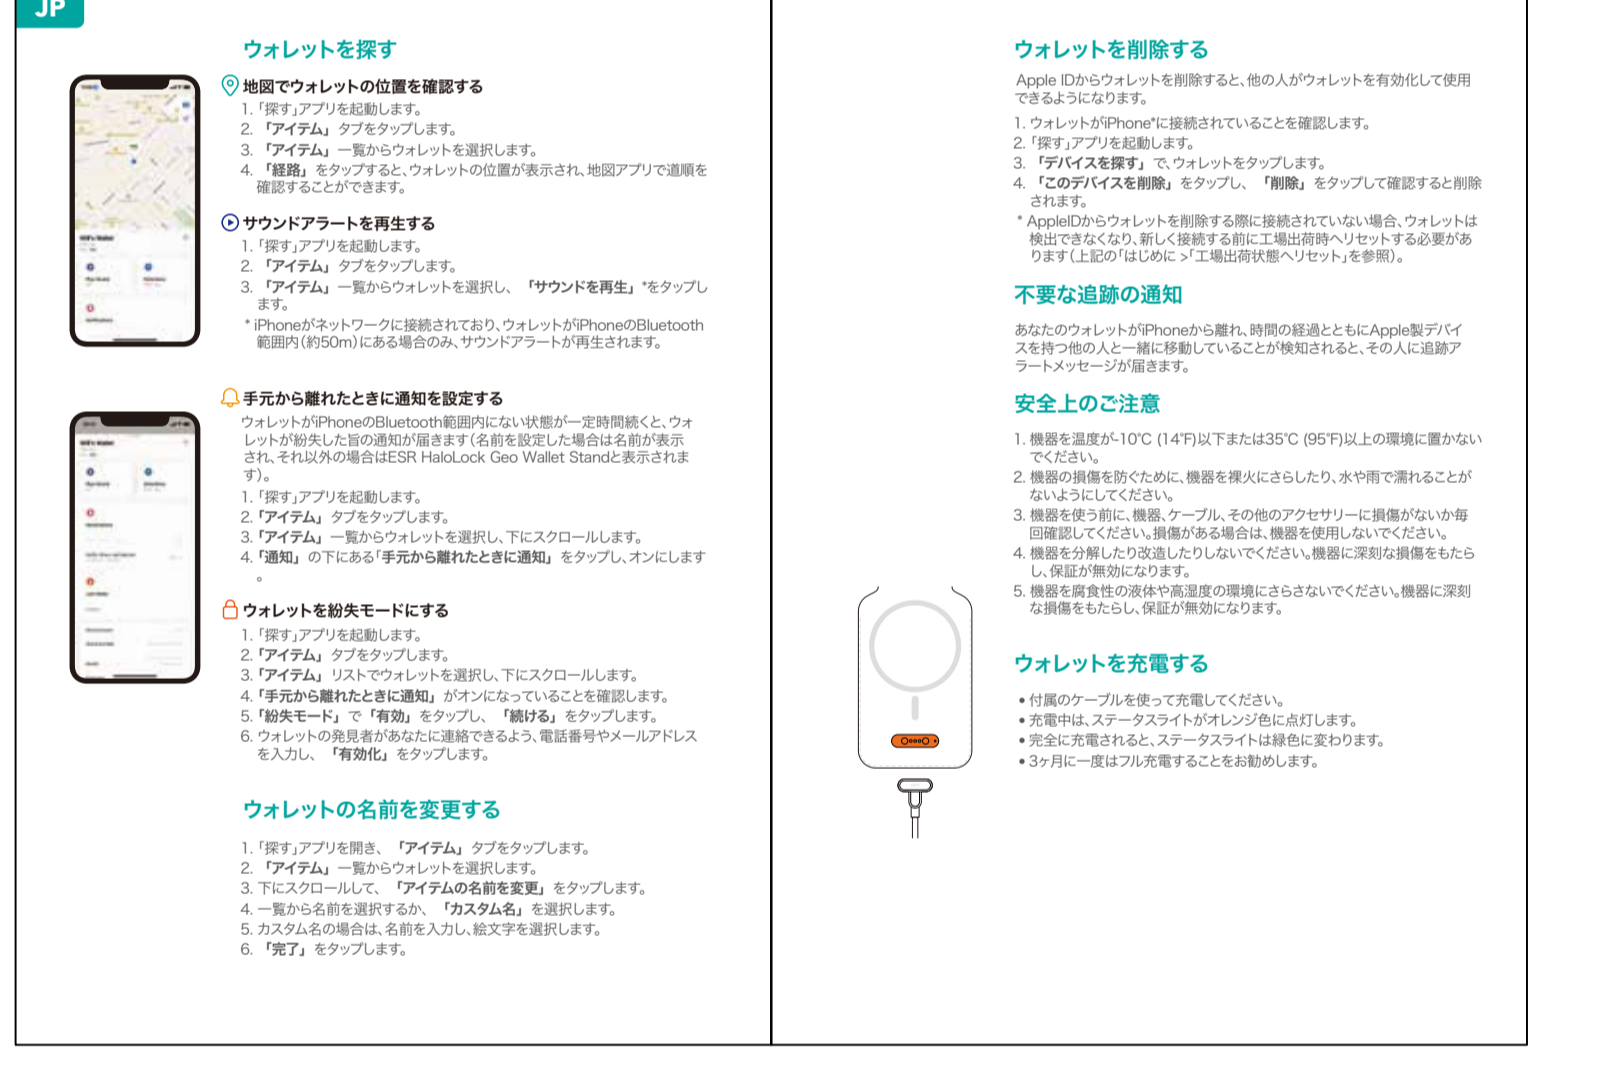 JP
ウォレットを探す
地図でウォレットの位置を確認する
1.「探す」アプリを起動します。
2. 「アイテム」タブをタップします。
3. 「アイテム」一覧からウォレットを選択します。
4. 「経路」をタップすると、ウォレットの位置が表示され、地図アプリで道順を
確認することができます。
サウンドアラートを再生する
1.「探す」アプリを起動します。
2. 「アイテム」タブをタップします。
3. 「アイテム」一覧からウォレットを選択し、「サウンドを再生」*をタップし
ます。
* iPhoneがネットワークに接続されており、ウォレットがiPhoneのBluetooth
範囲内(約50m)にある場合のみ、サウンドアラートが再生されます。
手元から離れたときに通知を設定する
ウォレットがiPhoneのBluetooth範囲内にない状態が一定時間続くと、ウォ
レットが紛失した旨の通知が届きます(名前を設定した場合は名前が表示
され、それ以外の場合はESR HaloLock Geo Wallet Standと表示されま
す)。
1.「探す」アプリを起動します。
2.「アイテム」タブをタップします。
3.「アイテム」一覧からウォレットを選択し、下にスクロールします。
4.「通知」の下にある「手元から離れたときに通知」をタップし、オンにします
。
ウォレットを紛失モードにする
1.「探す」アプリを起動します。
2.「アイテム」タブをタップします。
3.「アイテム」リストでウォレットを選択し、下にスクロールします。
4.「手元から離れたときに通知」がオンになっていることを確認します。
5.「紛失モード」で「有効」をタップし、「続ける」をタップします。
6. ウォレットの発見者があなたに連絡できるよう、電話番号やメールアドレス
を入力し、「有効化」をタップします。
ウォレットの名前を変更する
1.「探す」アプリを開き、「アイテム」タブをタップします。
2. 「アイテム」一覧からウォレットを選択します。
3. 下にスクロールして、「アイテムの名前を変更」をタップします。
4. 一覧から名前を選択するか、「カスタム名」を選択します。
5. カスタム名の場合は、名前を入力し、絵文字を選択します。
6. 「完了」をタップします。
ウォレットを削除する
Apple IDからウォレットを削除すると、他の人がウォレットを有効化して使用
できるようになります。
1. ウォレットがiPhone*に接続されていることを確認します。
2.「探す」アプリを起動します。
3. 「デバイスを探す」で、ウォレットをタップします。
4. 「このデバイスを削除」をタップし、「削除」をタップして確認すると削除
されます。
* AppleIDからウォレットを削除する際に接続されていない場合、ウォレットは
検出できなくなり、新しく接続する前に工場出荷時へリセットする必要があ
ります(上記の「はじめに >「工場出荷状態へリセット」を参照)。
不要な追跡の通知
あなたのウォレットがiPhoneから離れ、時間の経過とともにApple製デバイ
スを持つ他の人と一緒に移動していることが検知されると、その人に追跡ア
ラートメッセージが届きます。
安全上のご注意
1. 機器を温度が-10℃ (14℉)以下または35℃ (95℉)以上の環境に置かない
でください。
2. 機器の損傷を防ぐために、機器を裸火にさらしたり、水や雨で濡れることが
ないようにしてください。
3. 機器を使う前に、機器、ケーブル、その他のアクセサリーに損傷がないか毎
回確認してください。損傷がある場合は、機器を使用しないでください。
4. 機器を分解したり改造したりしないでください。機器に深刻な損傷をもたら
し、保証が無効になります。
5. 機器を腐食性の液体や高湿度の環境にさらさないでください。機器に深刻
な損傷をもたらし、保証が無効になります。
ウォレットを充電する
• 付属のケーブルを使って充電してください。
• 充電中は、ステータスライトがオレンジ色に点灯します。
• 完全に充電されると、ステータスライトは緑色に変わります。
• 3ヶ月に一度はフル充電することをお勧めします。